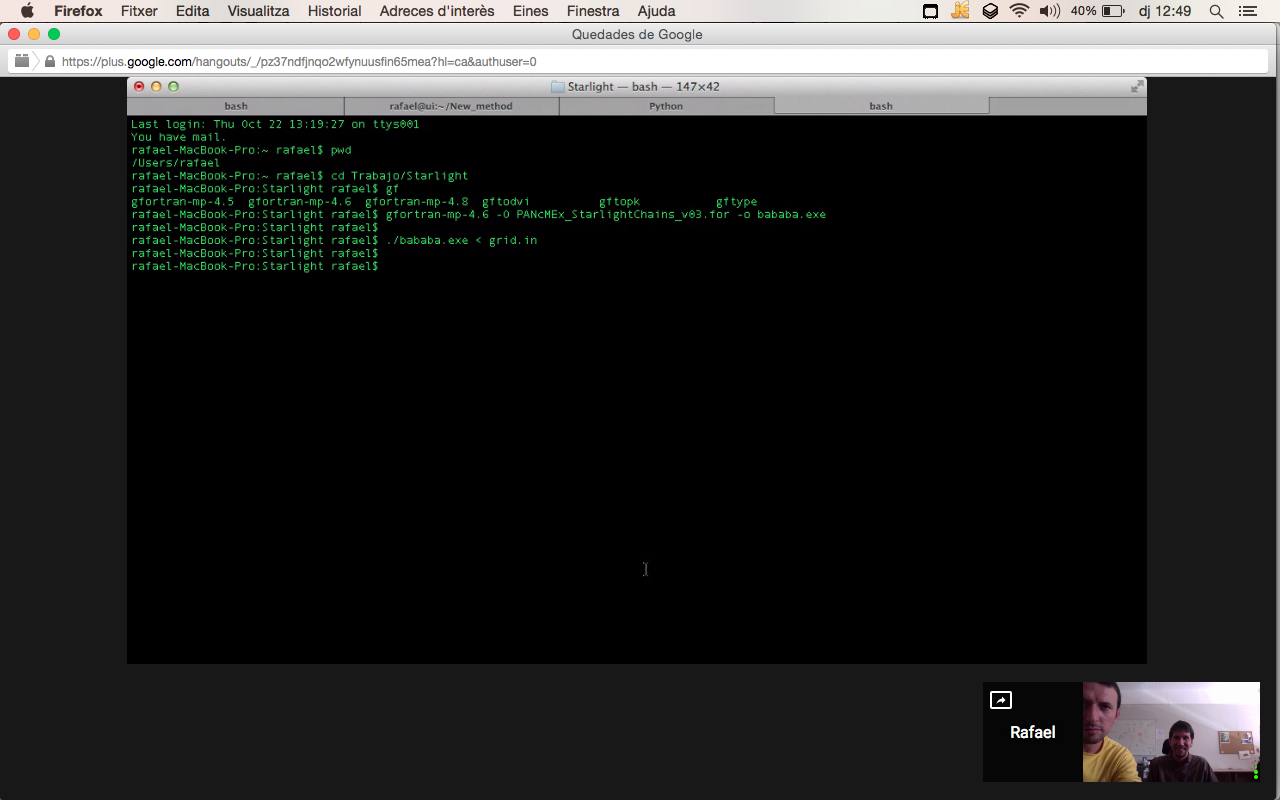 Firefox Fitxer Edita Visualitza Historial Adreces d'interès Eines Finestra Ajuda 40% dj 12:49
Quedades de Google
https://plus.google.com/hangouts/_/pz37ndfjnqo2wfynuusfin65mea?hl=ca&authuser=0
Starlight — bash — 147×42
bash rafael@ui:~/New_method Python bash
Last login: Thu Oct 22 13:19:27 on ttys001
You have mail.
rafael-MacBook-Pro:~ rafael$ pwd
/Users/rafael
rafael-MacBook-Pro:~ rafael$ cd Trabajo/Starlight
rafael-MacBook-Pro:Starlight rafael$ gf
gfortran-mp-4.5 gfortran-mp-4.6 gfortran-mp-4.8 gftodvi gftopk gftype
rafael-MacBook-Pro:Starlight rafael$ gfortran-mp-4.6 -O PANcMEx_StarlightChains_v03.for -o bababa.exe
rafael-MacBook-Pro:Starlight rafael$
rafael-MacBook-Pro:Starlight rafael$ ./bababa.exe < grid.in
rafael-MacBook-Pro:Starlight rafael$
rafael-MacBook-Pro:Starlight rafael$
Rafael